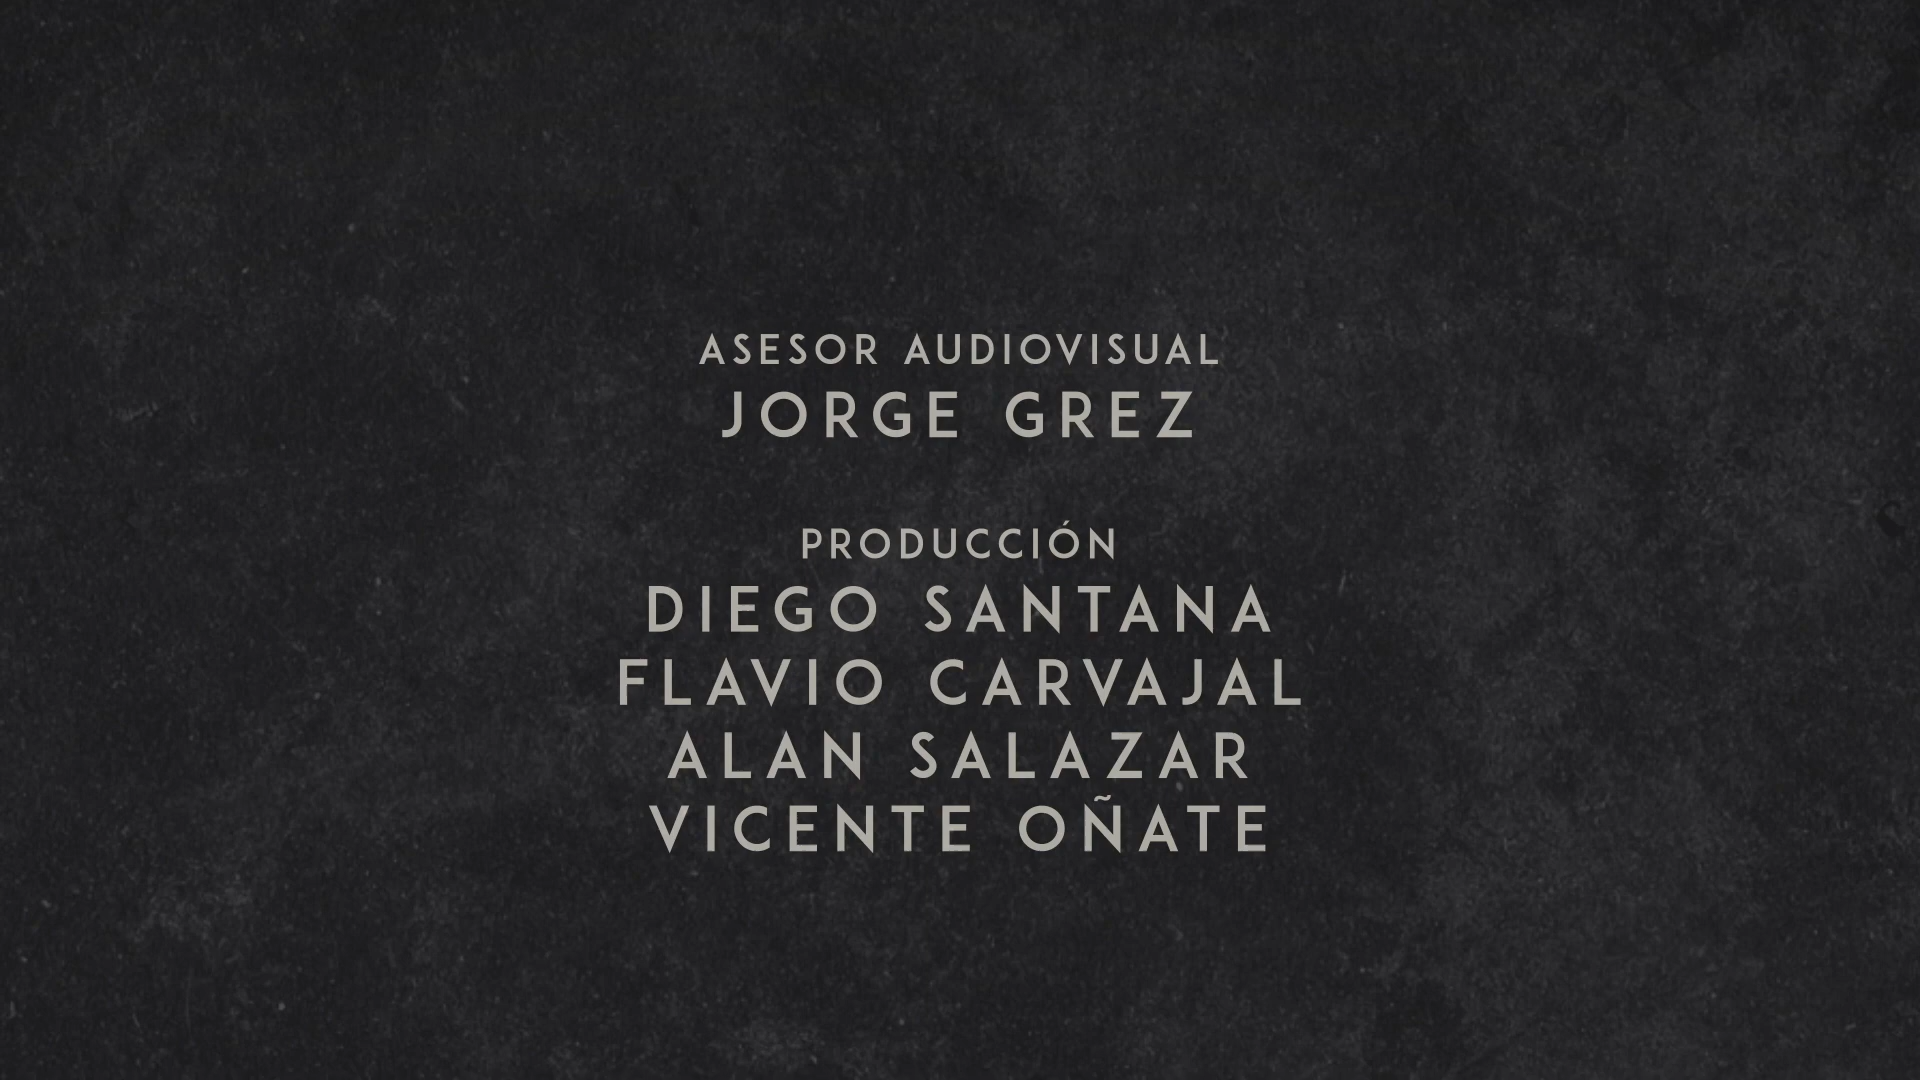 ASESOR AUDIOVISUAL
JORGE GREZ
PRODUCCIÓN
DIEGO SANTANA
FLAVIO CARVAJAL
ALAN SALAZAR
VICENTE OÑATE